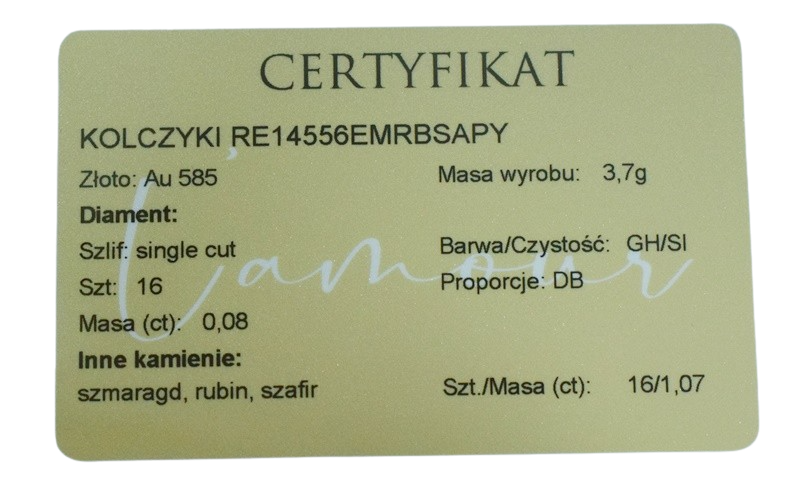 CERTYFIKAT
KOLCZYKI RE14556EMRBSAPY
Złoto: Au 585 Masa wyrobu: 3,7g
Diament:
Szlif: single cut Barwa/Czystość: GH/SI
Szt: 16 Proporcje: DB
L'amour
Masa (ct): 0,08
Inne kamienie:
szmaragd, rubin, szafir Szt./Masa (ct): 16/1,07